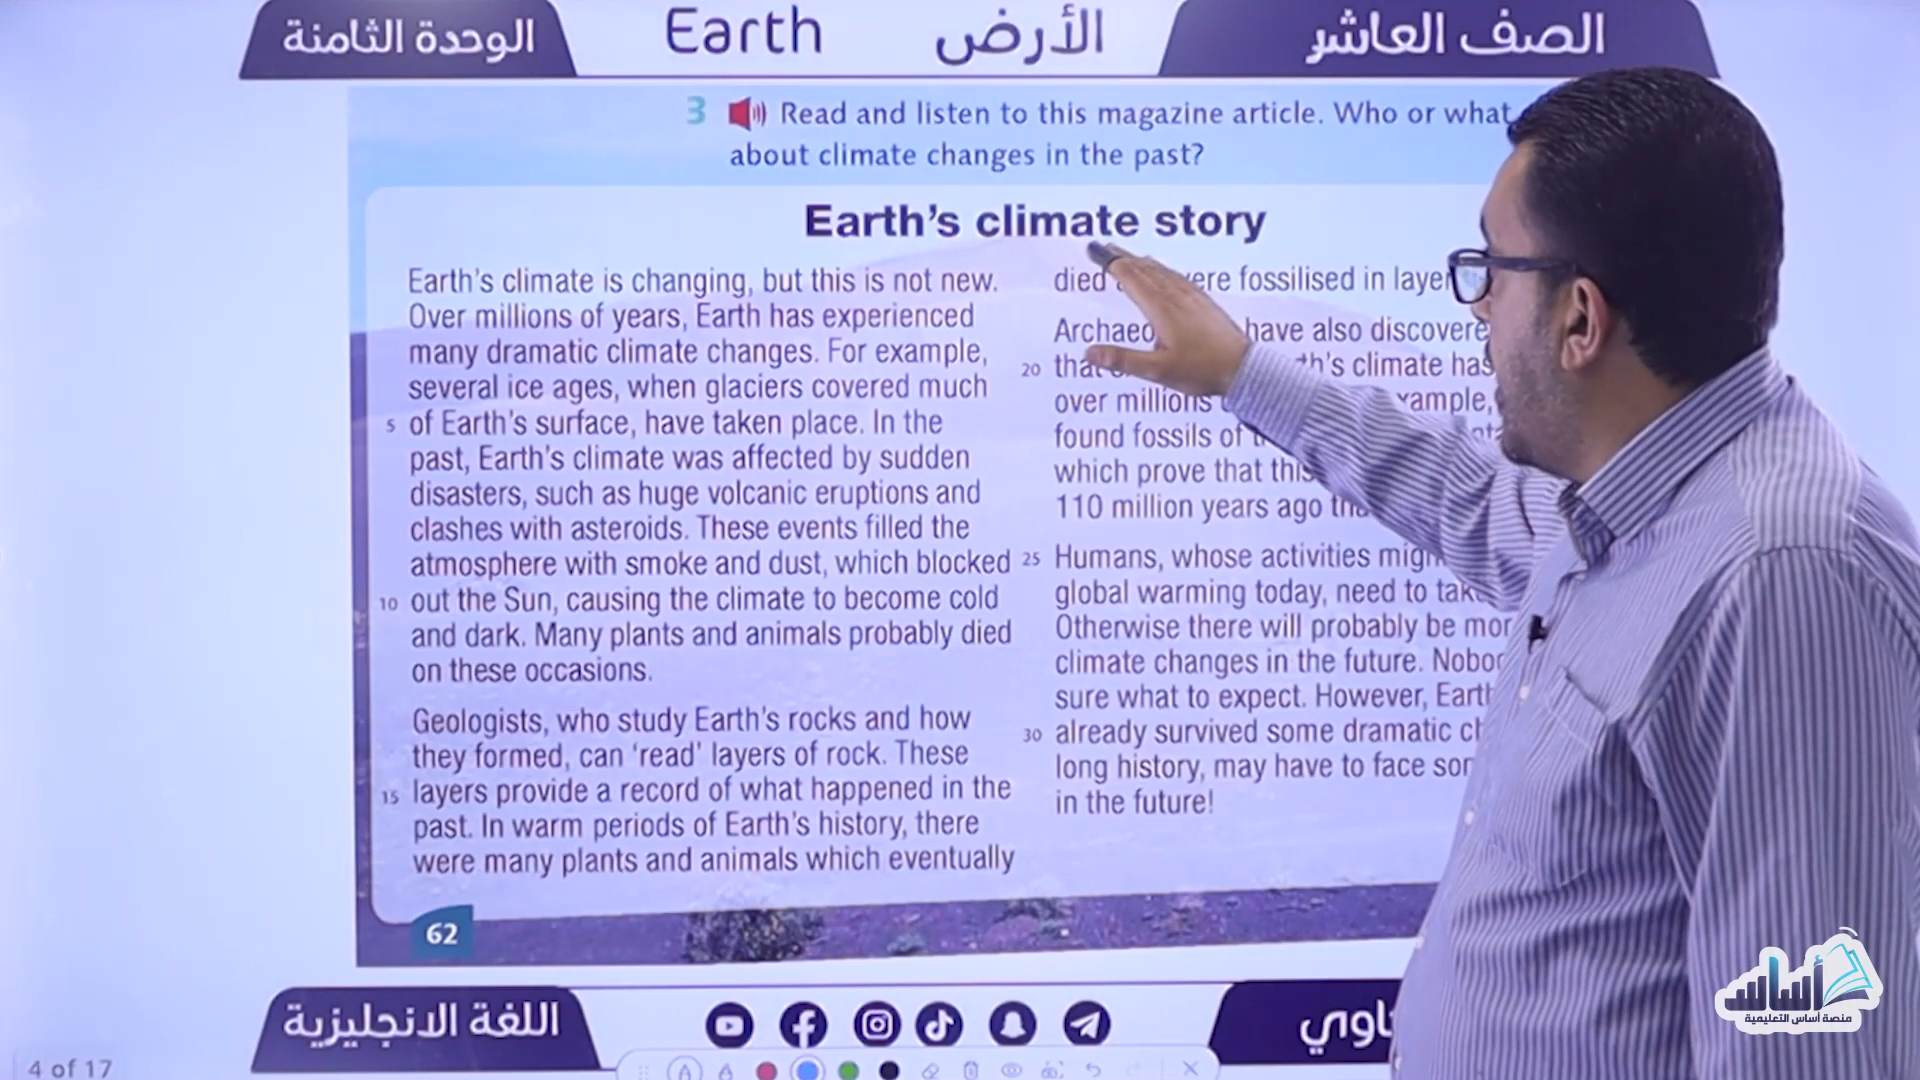 الصف العاشر
الأرض
Earth
الوحدة الثامنة
3 Read and listen to this magazine article. Who or what
about climate changes in the past?
Earth's climate story
Earth's climate is changing, but this is not new.
Over millions of years, Earth has experienced
many dramatic climate changes. For example,
several ice ages, when glaciers covered much
5 of Earth's surface, have taken place. In the
past, Earth's climate was affected by sudden
disasters, such as huge volcanic eruptions and
clashes with asteroids. These events filled the
atmosphere with smoke and dust, which blocked
10 out the Sun, causing the climate to become cold
and dark. Many plants and animals probably died
on these occasions.
Geologists, who study Earth's rocks and how
they formed, can 'read' layers of rock. These
15 layers provide a record of what happened in the
past. In warm periods of Earth's history, there
were many plants and animals which eventually
62
died were fossilised in
have also
20 climate has
over millions
found fossils of
which prove that this
110 million years ago
25 Humans, whose activities
global warming today, need to
Otherwise there will probably be
climate changes in the future.
sure what to expect. However,
30 already survived some dramatic
long history, may have to face
in the future!
اللغة الانجليزية
4 of 17
أساس
منصة أساس التعليمية